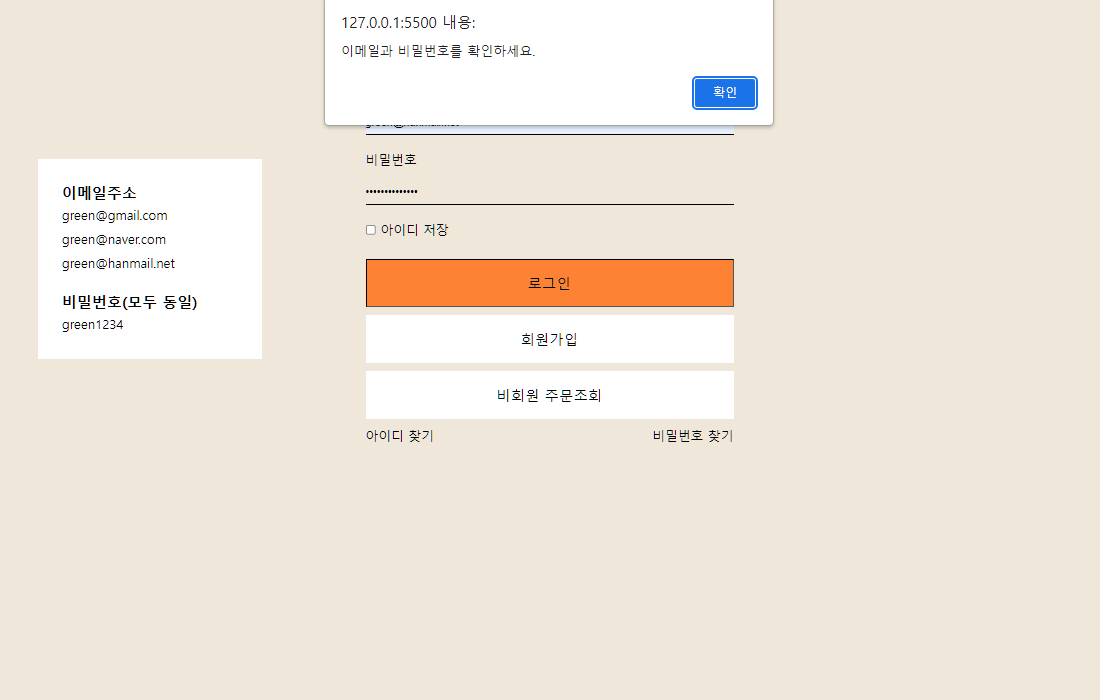 127.0.0.1:5500 내용:
이메일과 비밀번호를 확인하세요.
확인
green@hanmail.net
비밀번호
••••••••••••••
아이디 저장
로그인
회원가입
비회원 주문조회
아이디 찾기
비밀번호 찾기
이메일주소
green@gmail.com
green@naver.com
green@hanmail.net
비밀번호(모두 동일)
green1234